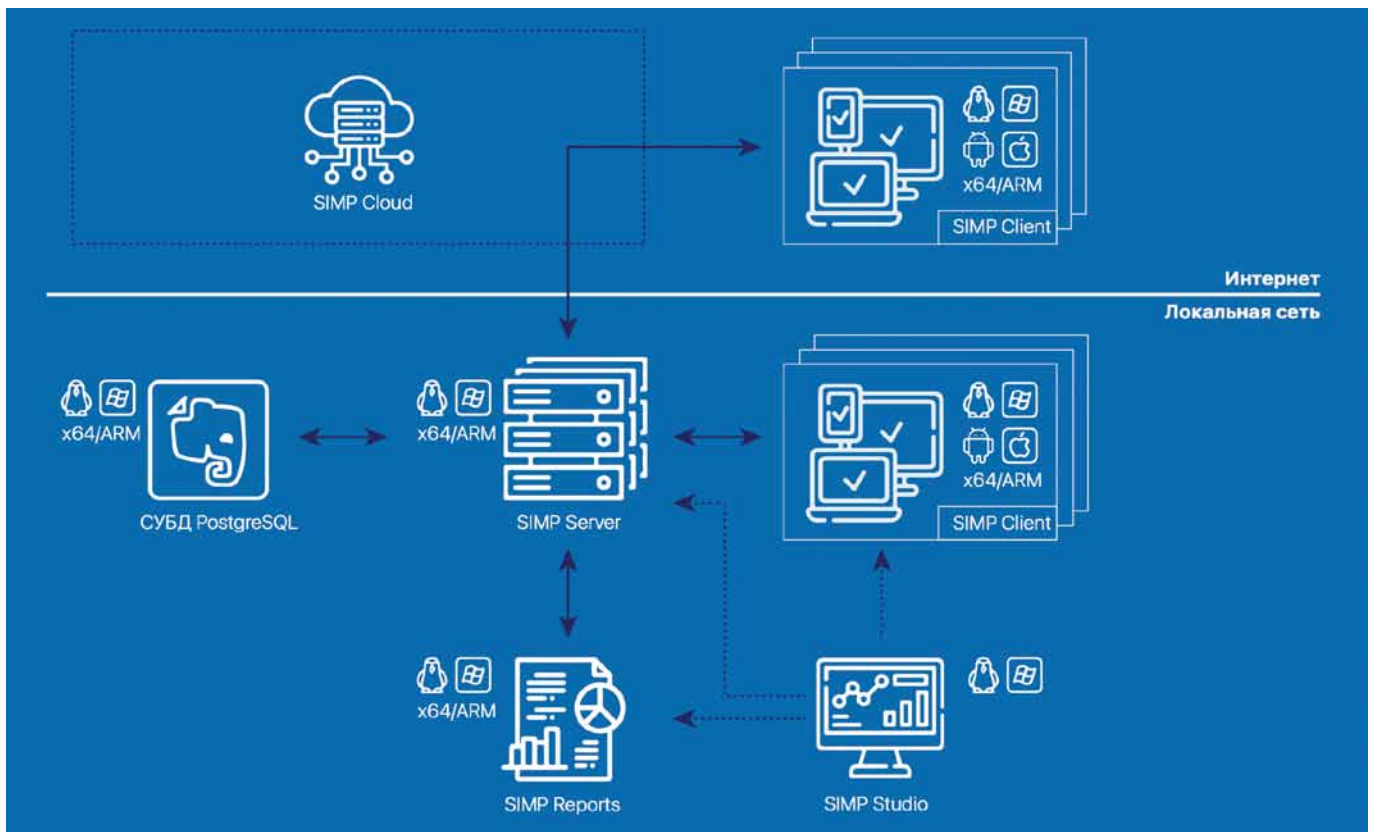 SIMP Cloud
x64/ARM
SIMP Client
Интернет
Локальная сеть
x64/ARM
СУБД PostgreSQL
x64/ARM
SIMP Server
x64/ARM
SIMP Client
x64/ARM
SIMP Reports
SIMP Studio